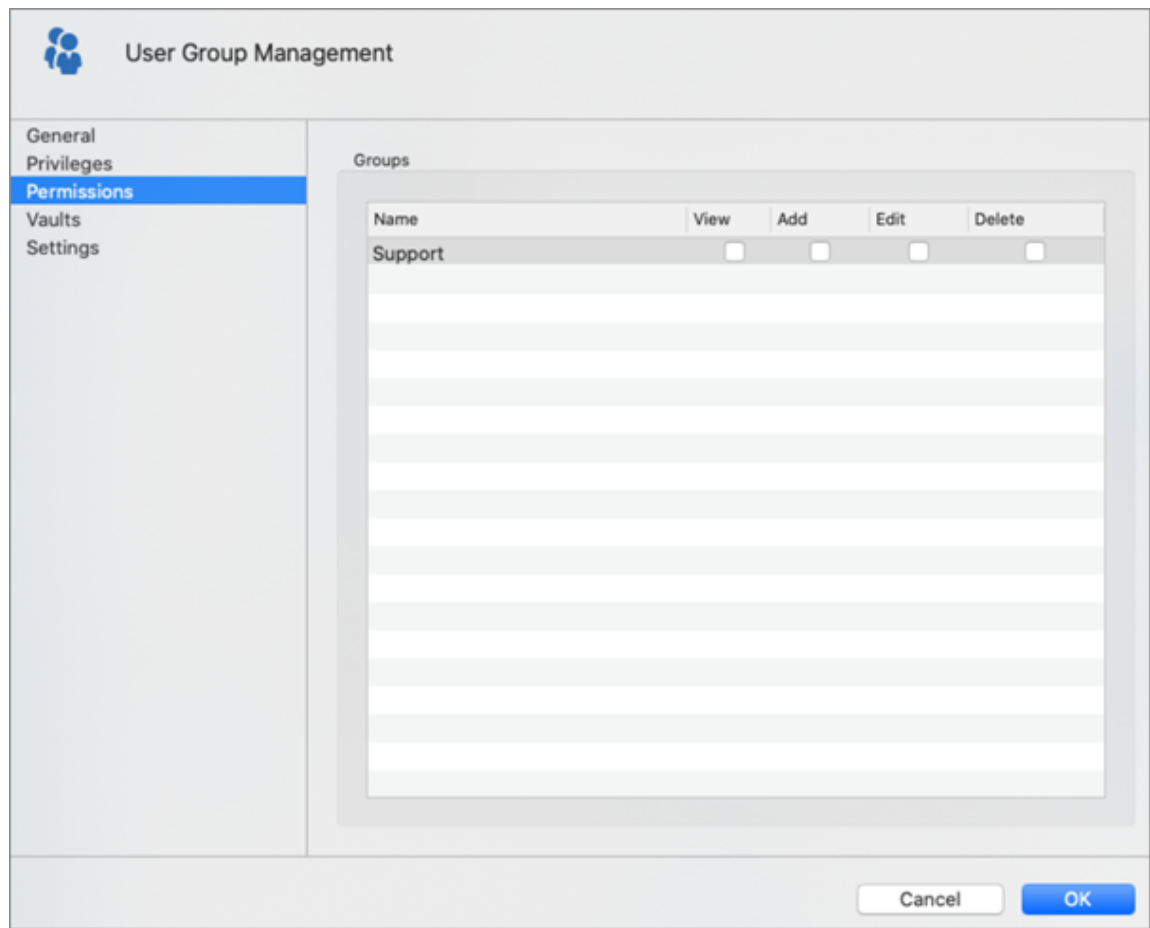 User Group Management
General
Privileges
Permissions
Vaults
Settings
Groups
Name View Add Edit Delete
Support
Cancel OK